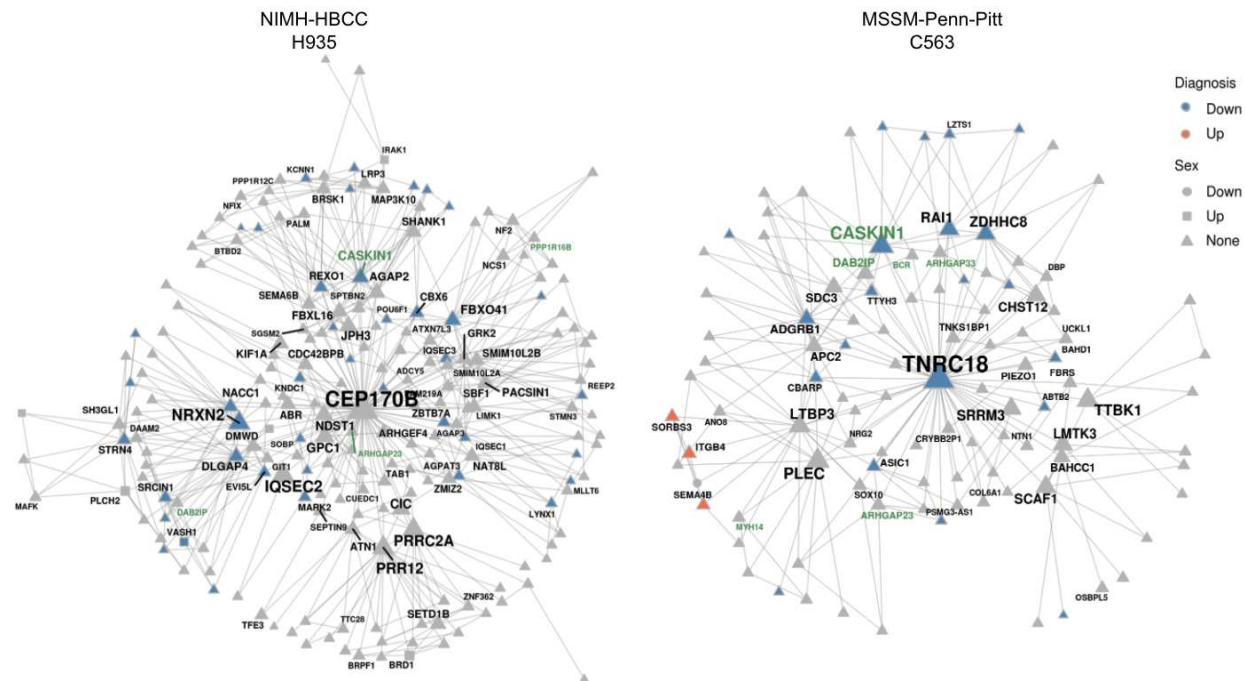 NIMH-HBCC
H935
IRAK1
KCNN1
LRP3
PPP1R12C
BRSK1
MAP3K10
NFIX
PALM
SHANK1
NF2
BTBD2
PPP1R16B
CASKIN1
NCS1
REXO1
AGAP2
SEMA6B
SPTBN2
CBX6
FBXL16
POU6F1
FBXO41
SGSM2
JPH3
ATXN7L3
GRK2
KIF1A
CDC42BPB
IQSEC3
SMIM10L2B
ADCY5
SMIM10L2A
NACC1
KNDC1
CEP170B
SBF1
PACSIN1
REEP2
SH3GL1
NRXN2
ABR
ZBTB7A
LIMK1
STMN3
DAAM2
DMWD
NDST1
ARHGEF4
AGAP3
STRN4
SOBP
GPC1
ARHGAP23
IQSEC1
DLGAP4
GIT1
TAB1
AGPAT3
NAT8L
SRCIN1
EVI5L
IQSEC2
ZMIZ2
MLLT6
PLCH2
CUEDC1
CIC
MAFK
DAB2IP
MARK2
LYNX1
VASH1
SEPTIN9
ATN1
PRRC2A
PRR12
ZNF362
TFE3
TTC28
SETD1B
BRPF1
BRD1
MSSM-Penn-Pitt
C563
LZTS1
CASKIN1
RAI1
ZDHHC8
DAB2IP
BCR
ARHGAP33
DBP
SDC3
TTYH3
CHST12
ADGRB1
TNKS1BP1
UCKL1
APC2
BAHD1
TNRC18
PIEZO1
FBRS
CBARP
ABTB2
LTBP3
SRRM3
TTBK1
SORBS3
ANO8
NRG2
CRYBB2P1
NTN1
LMTK3
ITGB4
PLEC
ASIC1
BAHCC1
SEMA4B
SOX10
COL6A1
SCAF1
ARHGAP23
PSMG3-AS1
MYH14
OSBPL5
Diagnosis
Down
Up
Sex
Down
Up
None